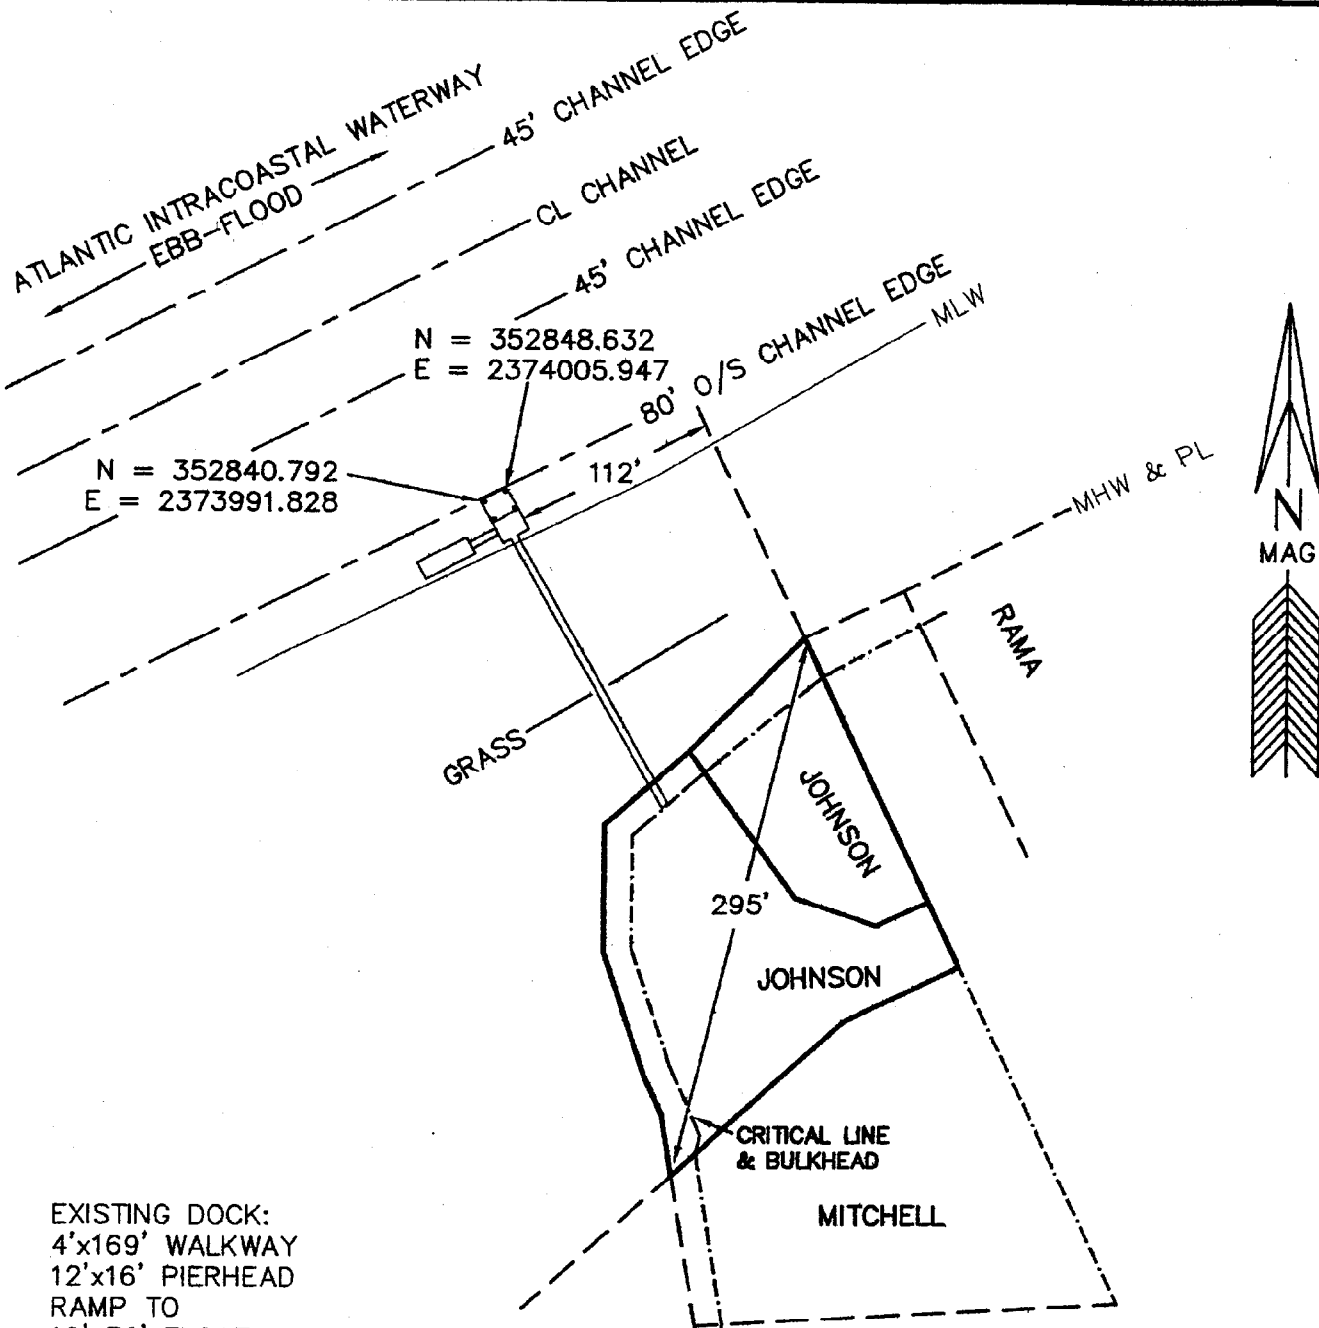 45' CHANNEL EDGE
ATLANTIC INTRACOASTAL WATERWAY
EBB-FLOOD
CL CHANNEL
45' CHANNEL EDGE
80' O/S CHANNEL EDGE
MLW
N = 352848.632
E = 2374005.947
112'
N = 352840.792
E = 2373991.828
MHW & PL
N
MAG
RAMA
GRASS
JOHNSON
295'
JOHNSON
CRITICAL LINE
& BULKHEAD
MITCHELL
EXISTING DOCK:
4'x169' WALKWAY
12'x16' PIERHEAD
RAMP TO